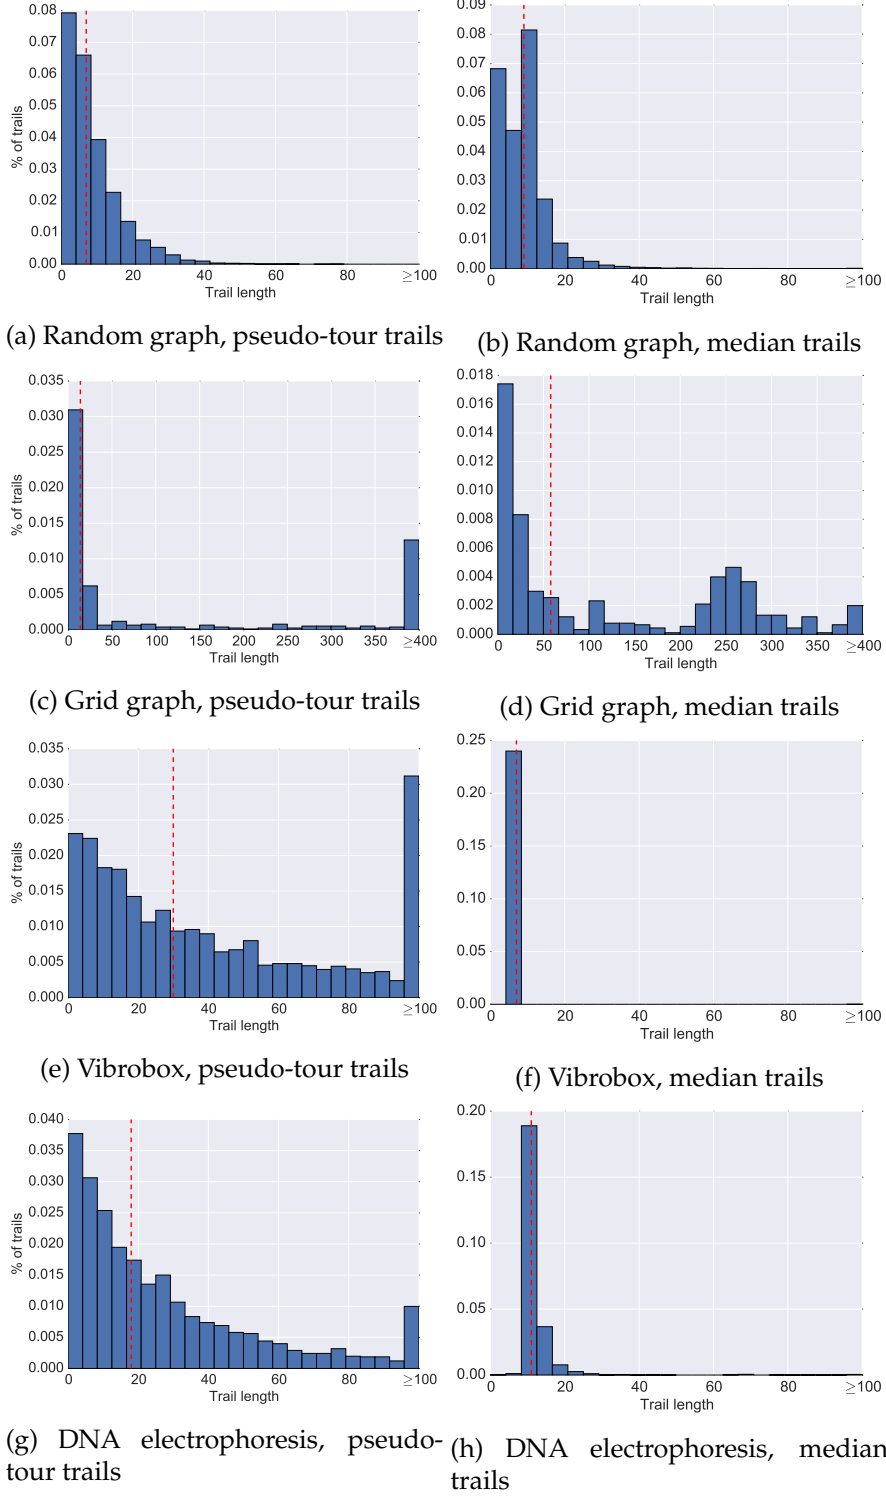 0.08
0.07
0.06
0.05
0.04
0.03
0.02
0.01
0.00
% of trails
0 20 40 60 80 ≥100
Trail length
(a) Random graph, pseudo-tour trails
0.09
0.08
0.07
0.06
0.05
0.04
0.03
0.02
0.01
0.00
0 20 40 60 80 ≥100
Trail length
(b) Random graph, median trails
0.035
0.030
0.025
0.020
0.015
0.010
0.005
0.000
% of trails
0 50 100 150 200 250 300 350 ≥400
Trail length
(c) Grid graph, pseudo-tour trails
0.018
0.016
0.014
0.012
0.010
0.008
0.006
0.004
0.002
0.000
0 50 100 150 200 250 300 350 ≥400
Trail length
(d) Grid graph, median trails
0.035
0.030
0.025
0.020
0.015
0.010
0.005
0.000
% of trails
0 20 40 60 80 ≥100
Trail length
(e) Vibrobox, pseudo-tour trails
0.25
0.20
0.15
0.10
0.05
0.00
0 20 40 60 80 ≥100
Trail length
(f) Vibrobox, median trails
0.040
0.035
0.030
0.025
0.020
0.015
0.010
0.005
0.000
% of trails
0 20 40 60 80 ≥100
Trail length
(g) DNA electrophoresis, pseudo-
tour trails
0.20
0.15
0.10
0.05
0.00
0 20 40 60 80 ≥100
Trail length
(h) DNA electrophoresis, median
trails